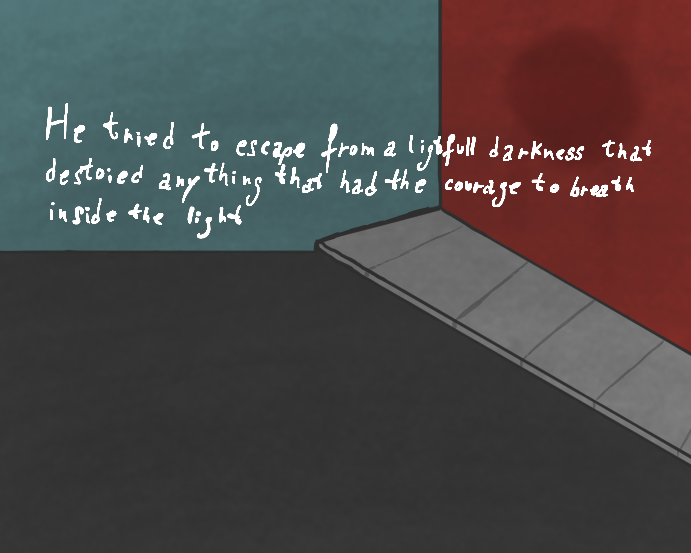 He tried to escape from a lightfull darkness that
destoied anything that had the courage to breath
inside the light